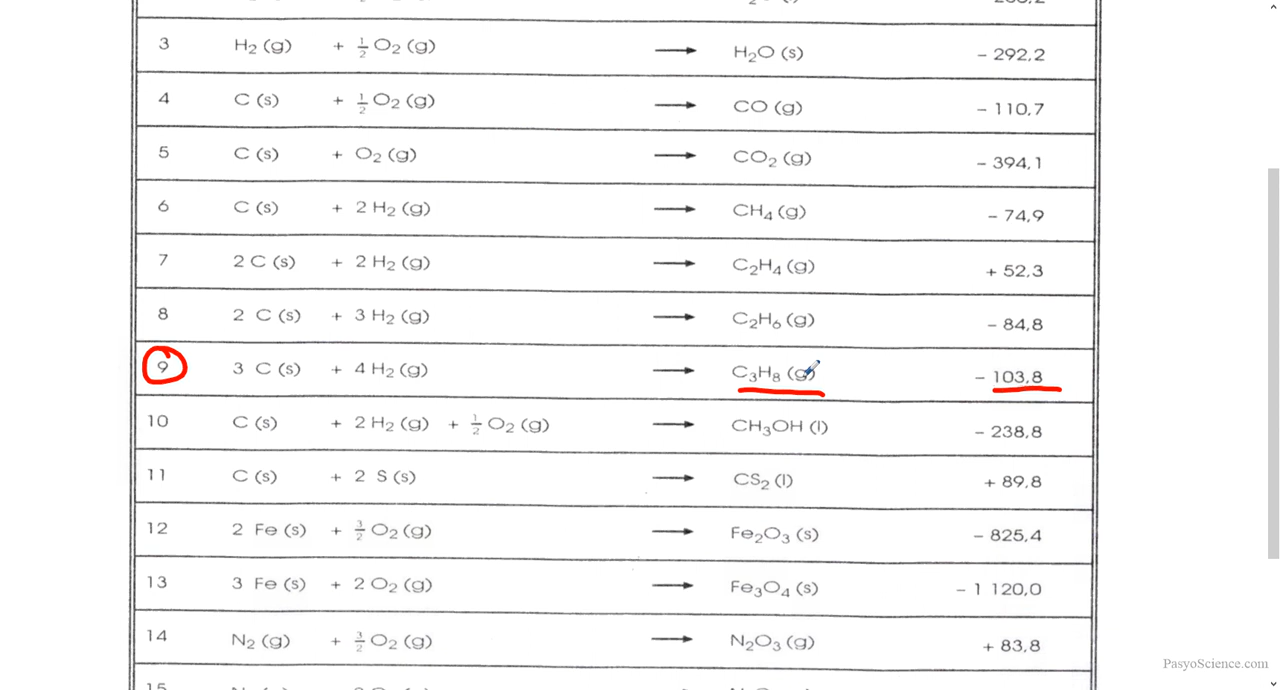 3 H₂ (g) + ½ O₂ (g) → H₂O (s) – 292,2
4 C (s) + ½ O₂ (g) → CO (g) – 110,7
5 C (s) + O₂ (g) → CO₂ (g) – 394,1
6 C (s) + 2 H₂ (g) → CH₄ (g) – 74,9
7 2 C (s) + 2 H₂ (g) → C₂H₄ (g) + 52,3
8 2 C (s) + 3 H₂ (g) → C₂H₆ (g) – 84,8
9 3 C (s) + 4 H₂ (g) → C₃H₈ (g) – 103,8
10 C (s) + 2 H₂ (g) + ½ O₂ (g) → CH₃OH (l) – 238,8
11 C (s) + 2 S (s) → CS₂ (l) + 89,8
12 2 Fe (s) + 3/2 O₂ (g) → Fe₂O₃ (s) – 825,4
13 3 Fe (s) + 2 O₂ (g) → Fe₃O₄ (s) – 1 120,0
14 N₂ (g) + 3/2 O₂ (g) → N₂O₃ (g) + 83,8
15
PasyoScience.com